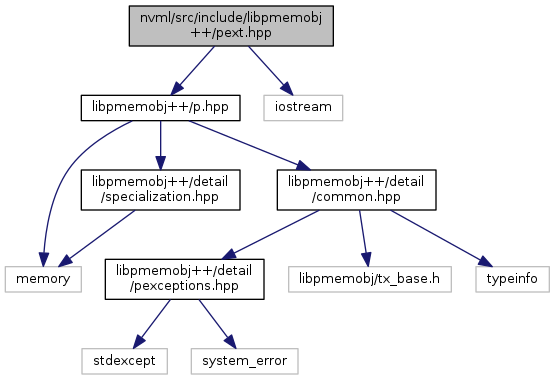 nvml/src/include/libpmemobj
++/pext.hpp
libpmemobj++/p.hpp
iostream
libpmemobj++/detail
/specialization.hpp
libpmemobj++/detail
/common.hpp
memory
libpmemobj++/detail
/pexceptions.hpp
libpmemobj/tx_base.h
typeinfo
stdexcept
system_error